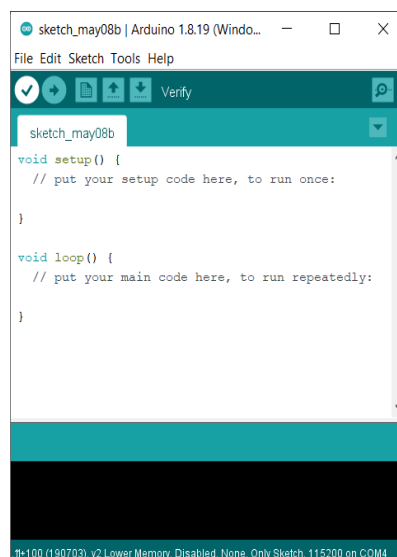 sketch_may08b | Arduino 1.8.19 (Windo...
File Edit Sketch Tools Help
Verify
sketch_may08b
void setup() {
// put your setup code here, to run once:
}
void loop() {
// put your main code here, to run repeatedly:
}
(190703), v2 Lower Memory, Disabled, None, Only Sketch, 115200 on COM4